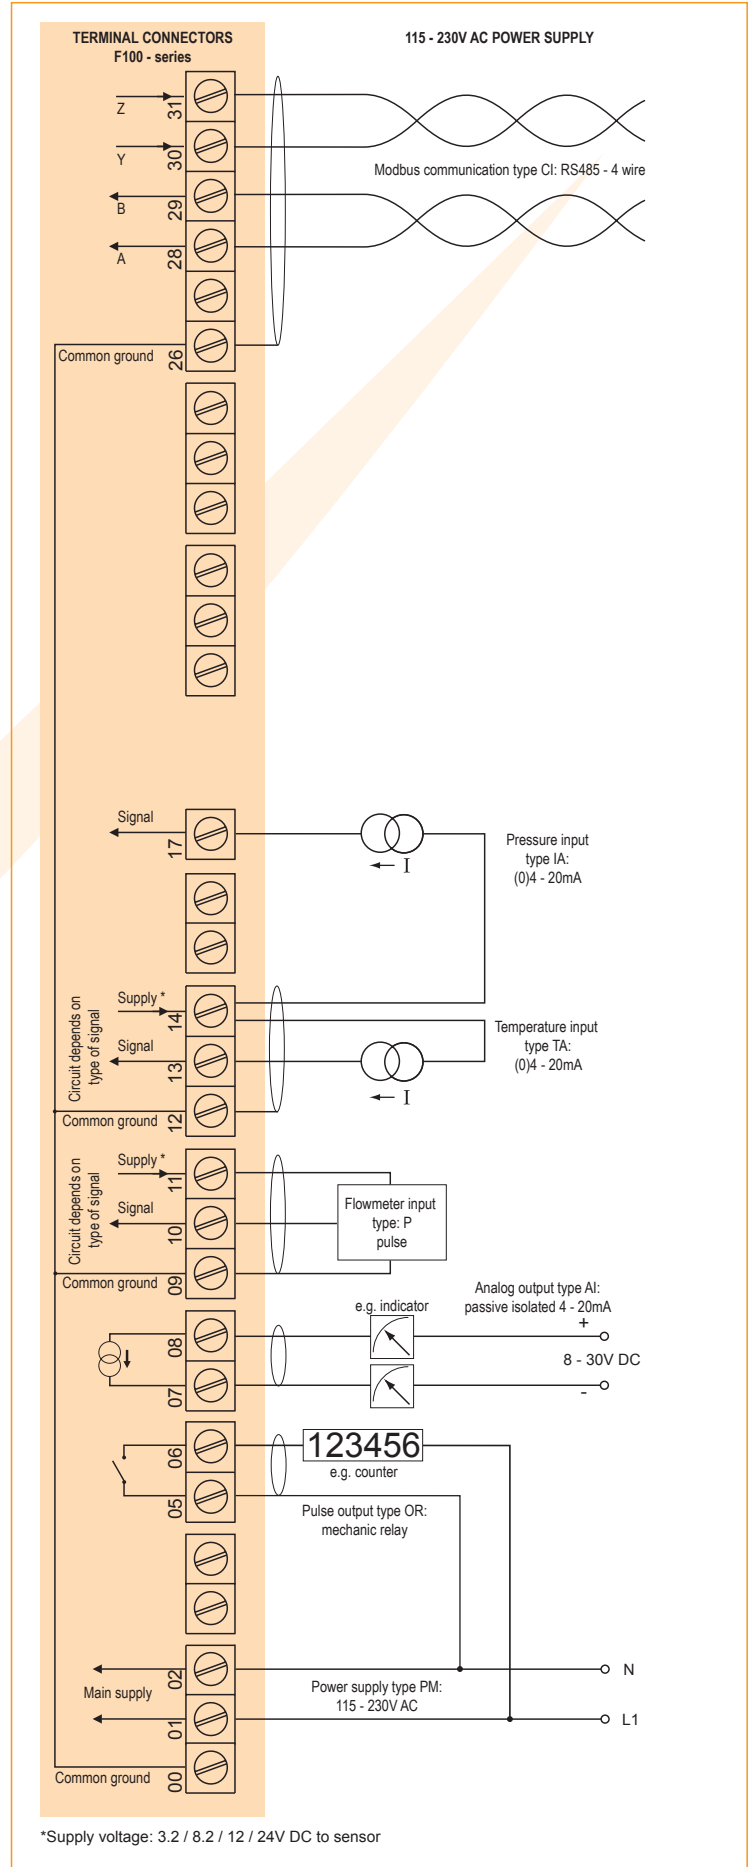 TERMINAL CONNECTORS
F100 - series
115 - 230V AC POWER SUPPLY
Z
31
Y
30
Modbus communication type CI: RS485 - 4 wire
B
29
A
28
Common ground
26
Signal
17
I
Pressure input
type IA:
(0)4 - 20mA
Circuit depends on
type of signal
Supply *
14
Signal
13
Common ground
12
I
Temperature input
type TA:
(0)4 - 20mA
Circuit depends on
type of signal
Supply *
11
Signal
10
Common ground
09
Flowmeter input
type: P
pulse
Analog output type AI:
passive isolated 4 - 20mA
e.g. indicator
08
07
+
8 - 30V DC
-
06
05
123456
e.g. counter
Pulse output type OR:
mechanic relay
02
Main supply
01
Power supply type PM:
115 - 230V AC
N
L1
Common ground
00
*Supply voltage: 3.2 / 8.2 / 12 / 24V DC to sensor